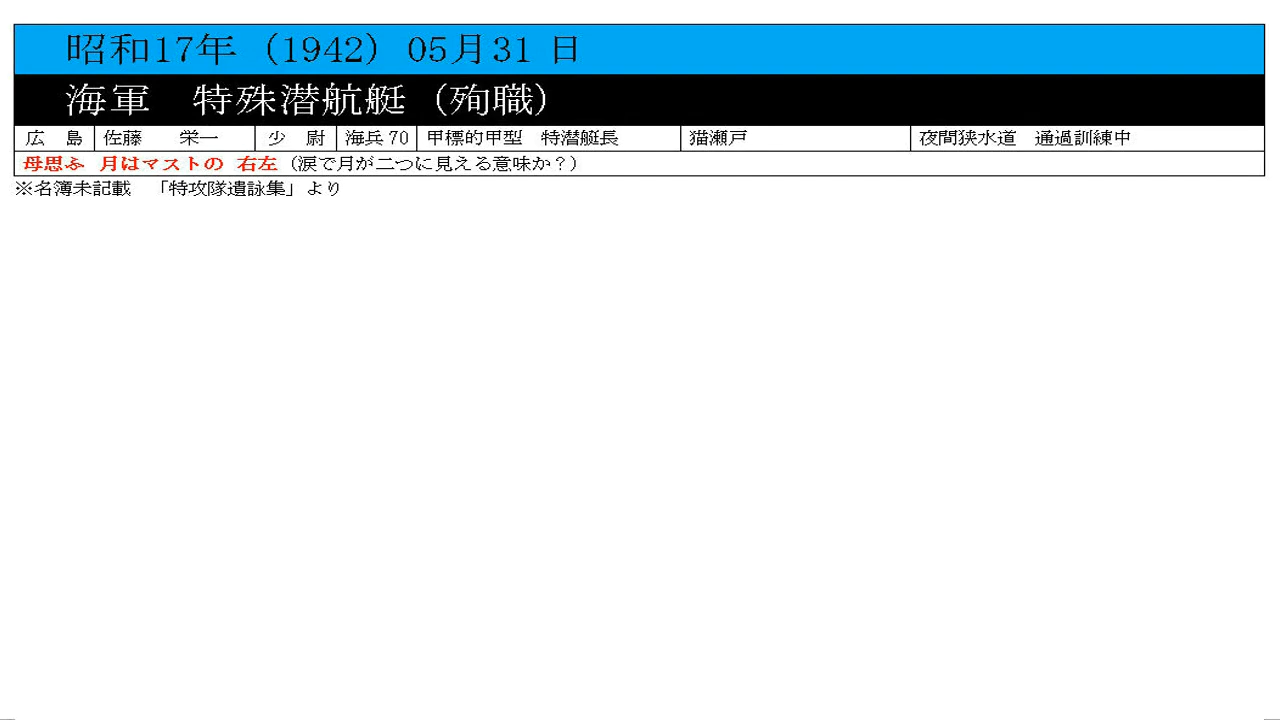 昭和17年（1942）05月31 日
海軍　特殊潜航艇（殉職）
広　島 佐藤　　栄一 少　尉 海兵70 甲標的甲型　特潜艇長 猫瀬戸 夜間狭水道　通過訓練中
母思ふ　月はマストの　右左（涙で月が二つに見える意味か？）
※名簿未記載　「特攻隊遺詠集」より